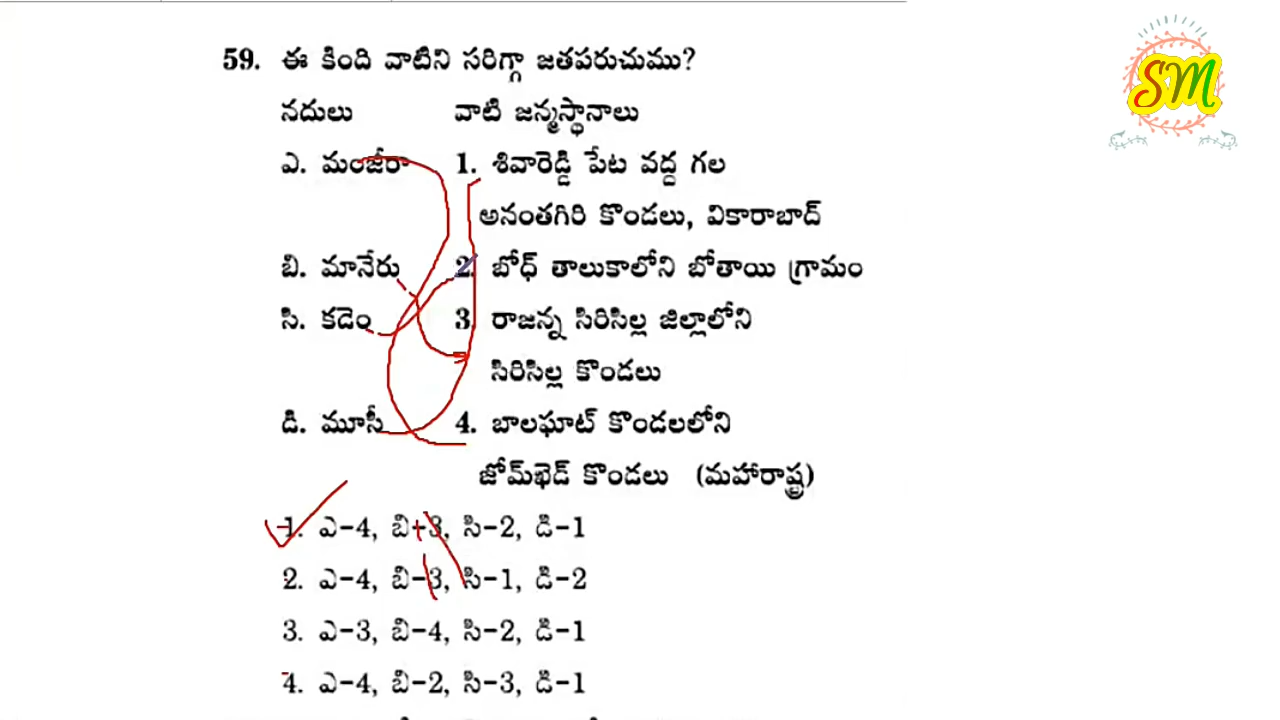 SM
59. ఈ కింది వాటిని సరిగ్గా జతపరుచుము?
నదులు వాటి జన్మస్థానాలు
ఎ. మంజీరా 1. శివారెడ్డి పేట వద్ద గల
అనంతగిరి కొండలు, వికారాబాద్
బి. మానేరు 2. బోధ్ తాలుకాలోని బోతాయి గ్రామం
సి. కడెం 3. రాజన్న సిరిసిల్ల జిల్లాలోని
సిరిసిల్ల కొండలు
డి. మూసీ 4. బాలఘాట్ కొండలలోని
జోమ్‌ఖెడ్ కొండలు (మహారాష్ట్ర)
1. ఎ-4, బి-3, సి-2, డి-1
2. ఎ-4, బి-3, సి-1, డి-2
3. ఎ-3, బి-4, సి-2, డి-1
4. ఎ-4, బి-2, సి-3, డి-1